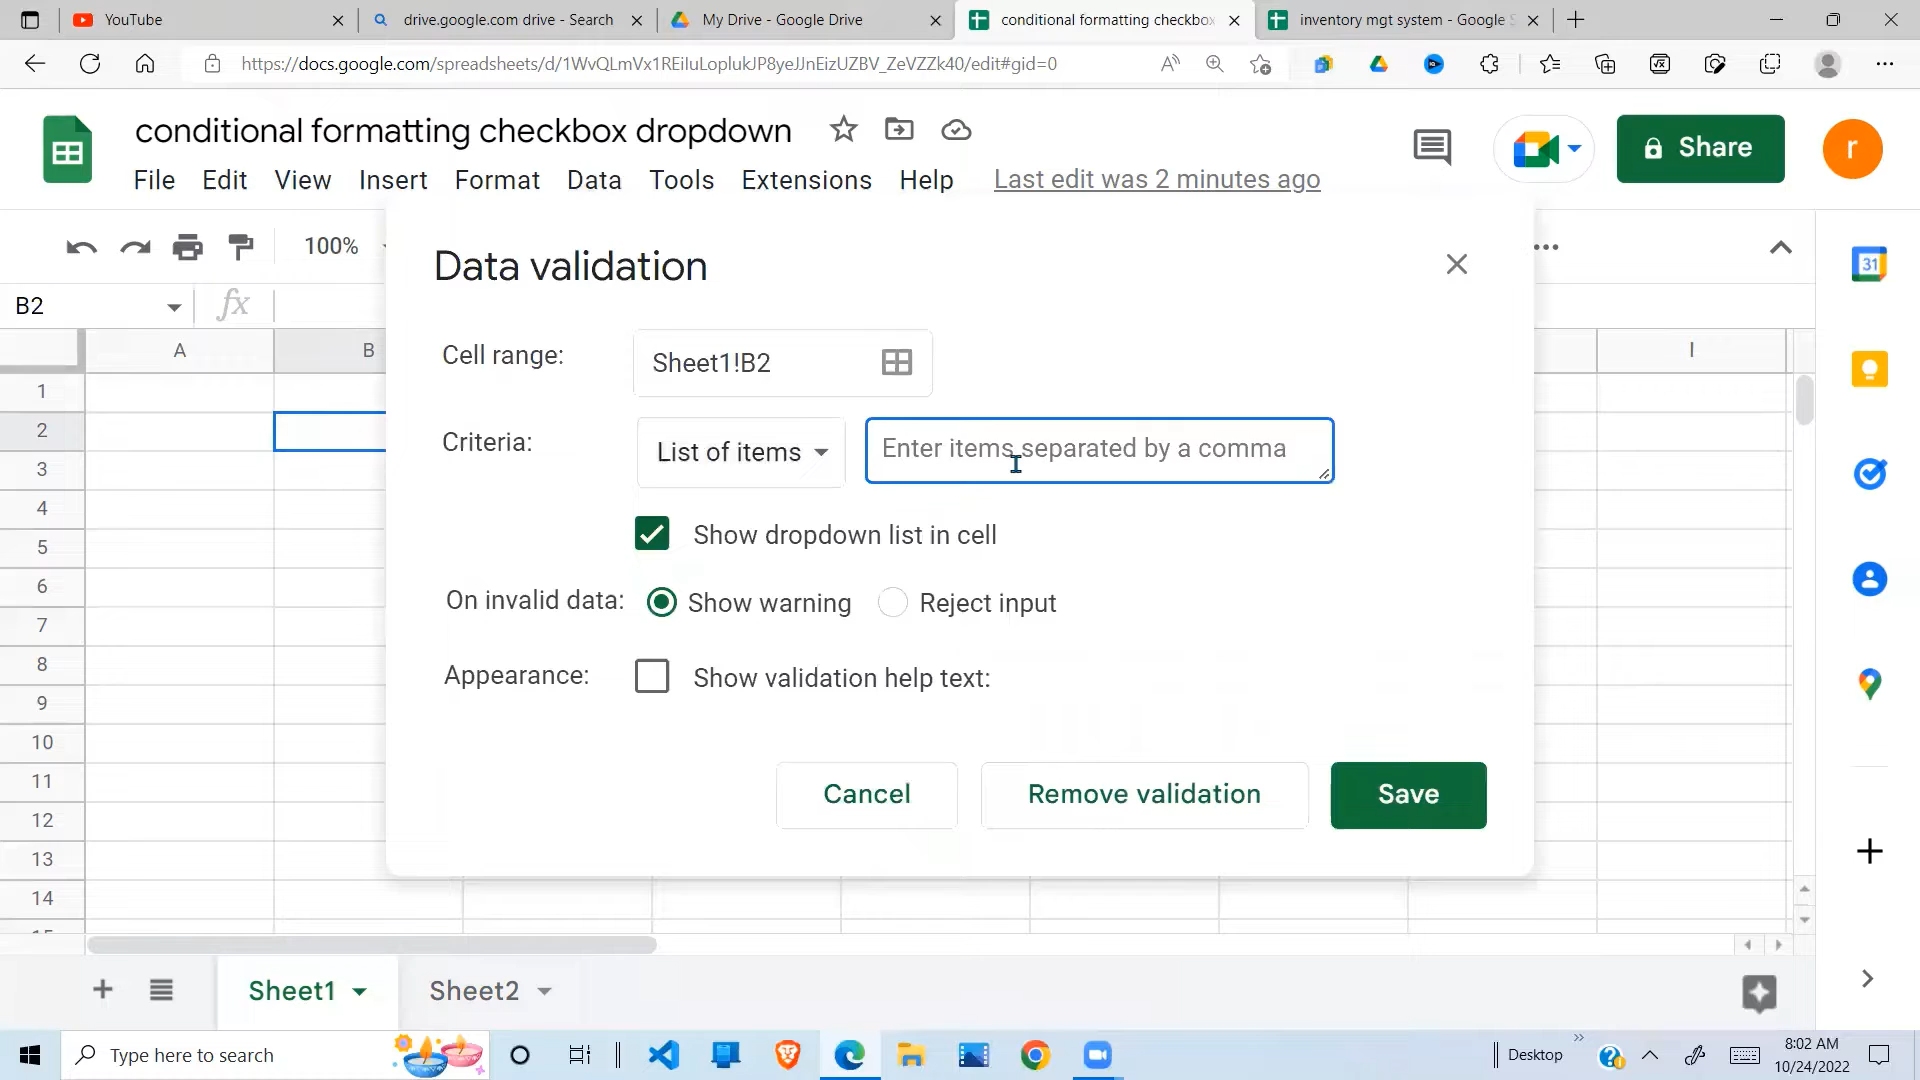 YouTube
drive.google.com drive - Search
My Drive - Google Drive
conditional formatting checkbox
inventory mgt system - Google S
https://docs.google.com/spreadsheets/d/1WvQLmVx1REiIuLoplukJP8yeJJnEizUZBV_ZeVZZk40/edit#gid=0
conditional formatting checkbox dropdown
Share
r
File Edit View Insert Format Data Tools Extensions Help Last edit was 2 minutes ago
100%
31
Data validation
B2
fx
A B I
Cell range: Sheet1!B2
Criteria: List of items Enter items separated by a comma
Show dropdown list in cell
On invalid data: Show warning Reject input
Appearance: Show validation help text:
Cancel Remove validation Save
1
2
3
4
5
6
7
8
9
10
11
12
13
14
15
Sheet1 Sheet2
Type here to search
Desktop
8:02 AM
10/24/2022